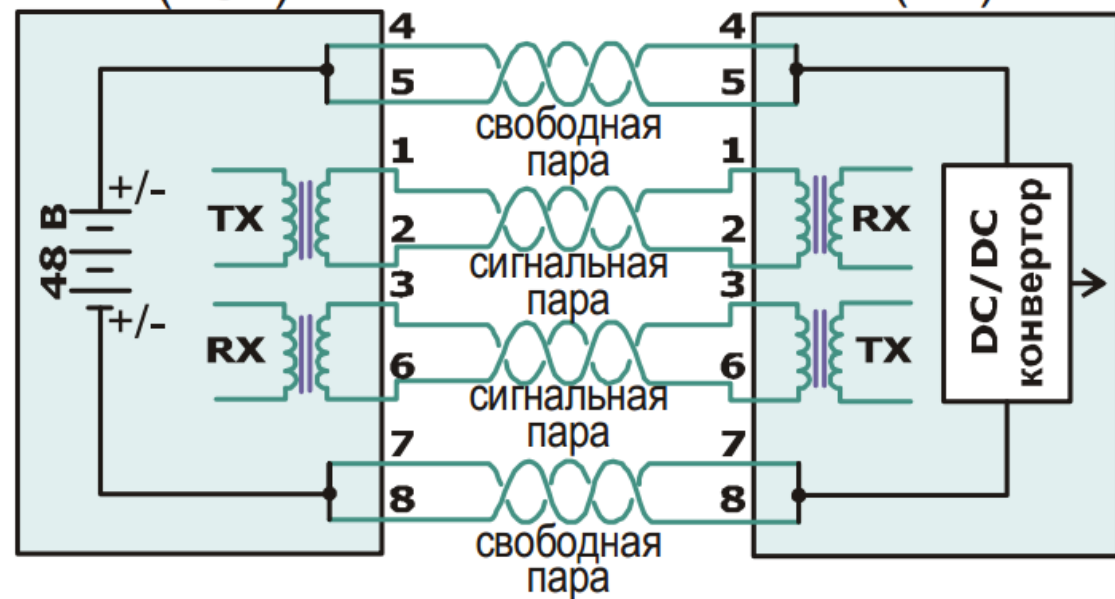 4
4
5
5
свободная
пара
1
1
+/-
48 В
TX
RX
2
2
сигнальная
пара
3
3
+/-
DC/DC
конвертор
RX
TX
6
6
сигнальная
пара
7
7
8
8
свободная
пара